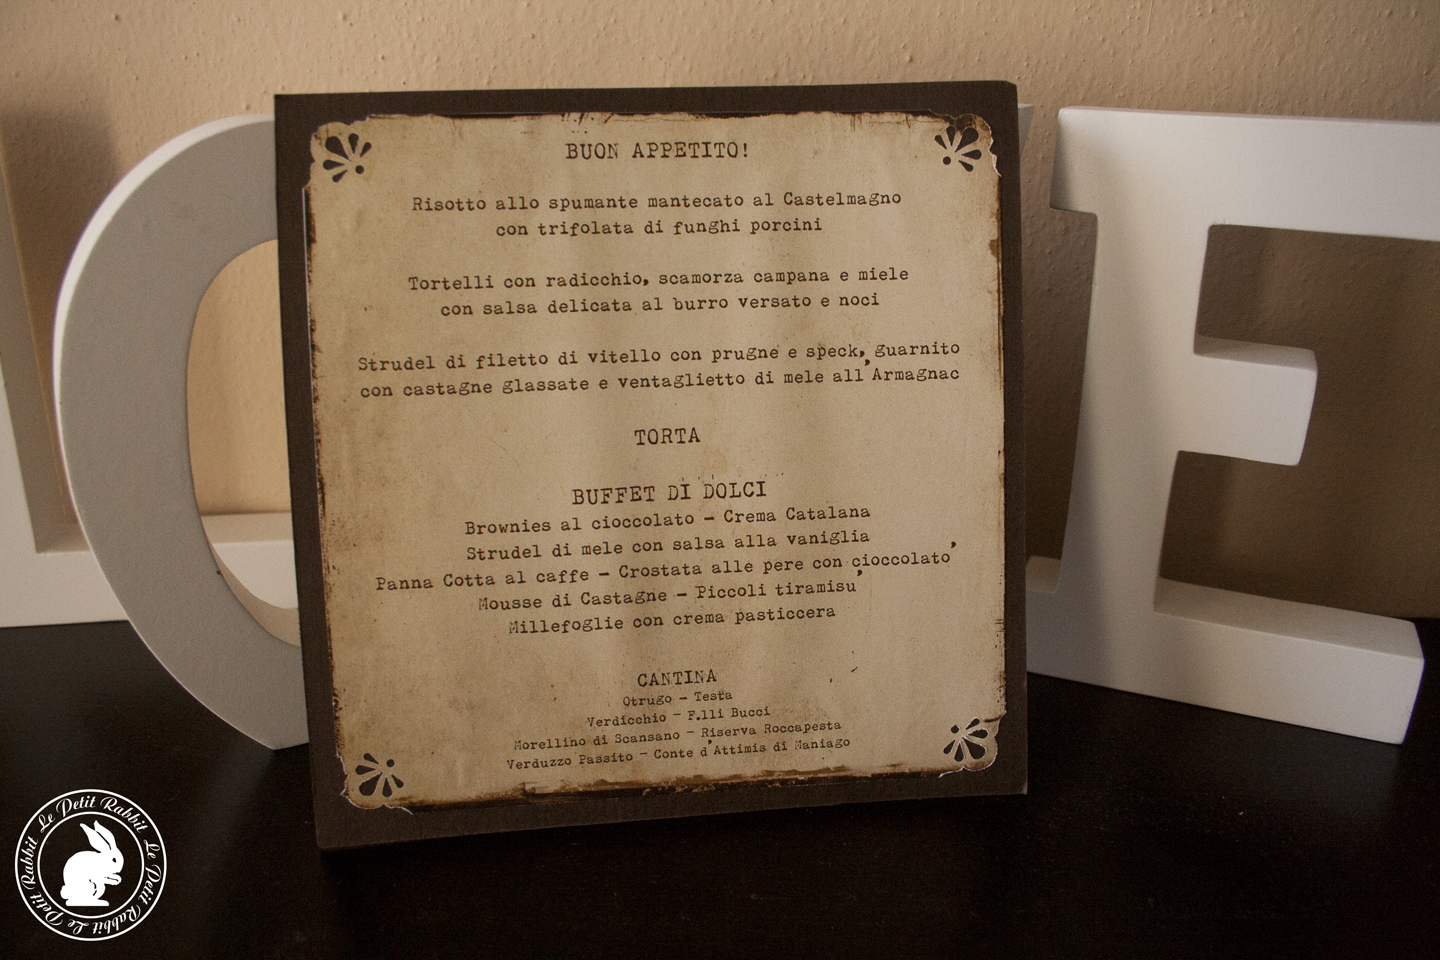 BUON APPETITO!
Risotto allo spumante mantecato al Castelmagno
con trifolata di funghi porcini
Tortelli con radicchio, scamorza campana e miele
con salsa delicata al burro versato e noci
Strudel di filetto di vitello con prugne e speck, guarnito
con castagne glassate e ventaglietto di mele all'Armagnac
TORTA
BUFFET DI DOLCI
Brownies al cioccolato - Crema Catalana
Strudel di mele con salsa alla vaniglia
Panna Cotta al caffe - Crostata alle pere con cioccolato'
Mousse di Castagne - Piccoli tiramisu'
Millefoglie con crema pasticcera
CANTINA
Otrugo - Testa
Verdicchio - F.lli Bucci
Morellino di Scansano - Riserva Roccapesta
Verduzzo Passito - Conte d'Attimis di Maniago
Le Petit Rabbit Le Petit Rabbit Le Petit Rabbit